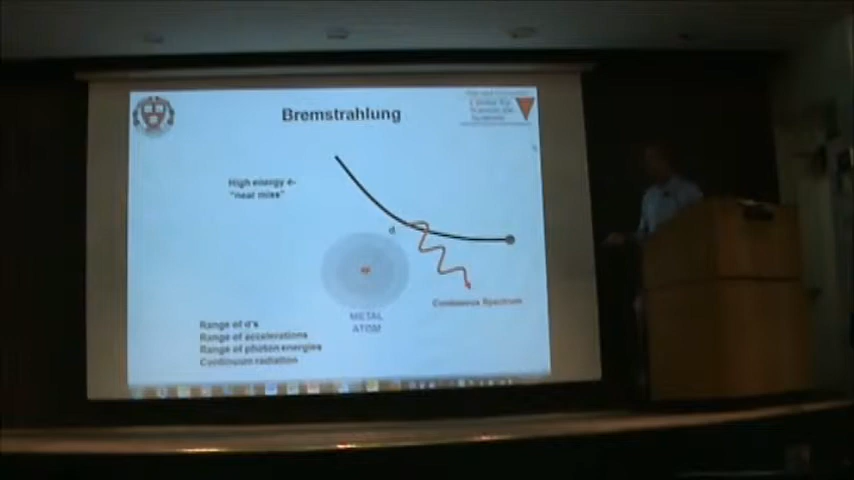 Bremstrahlung
High energy e-
"near miss"
d
METAL
ATOM
Continuous Spectrum
Range of d's
Range of accelerations
Range of photon energies
Continuum radiation